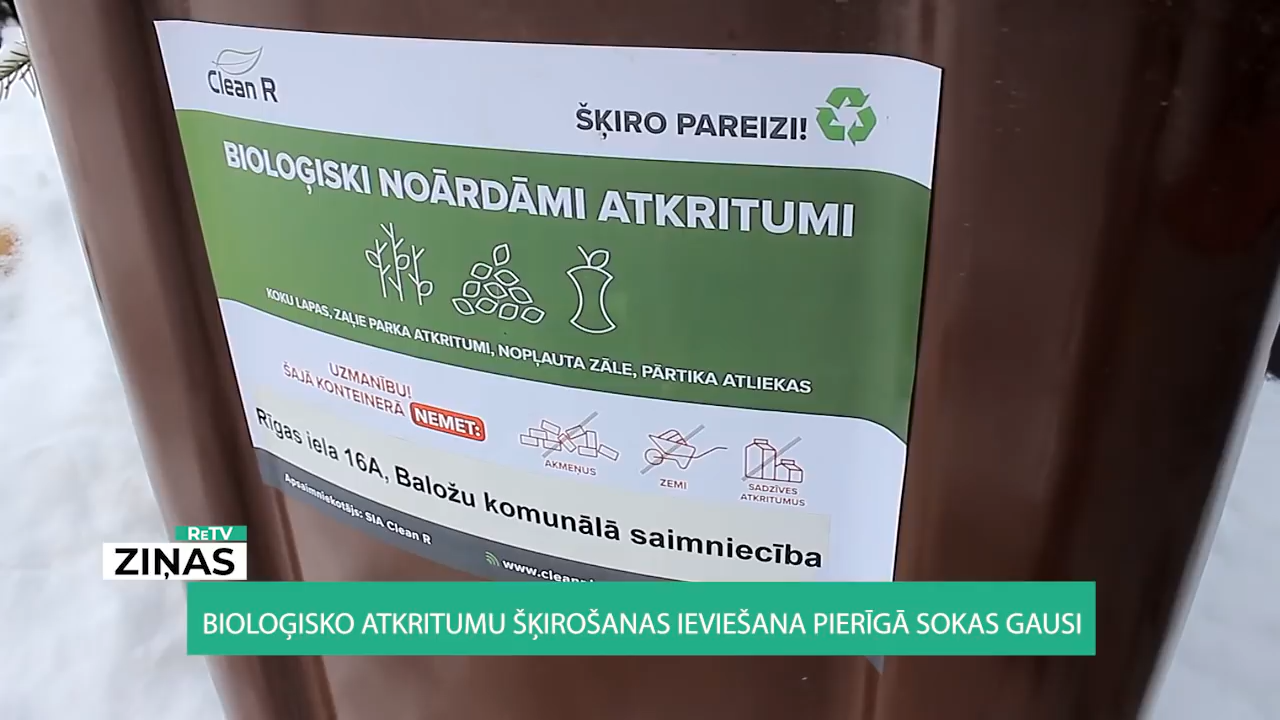 Clean R
ŠĶIRO PAREIZI!
BIOLOĢISKI NOĀRDĀMI ATKRITUMI
KOKU LAPAS, ZAĻIE PARKA ATKRITUMI, NOPĻAUTA ZĀLE, PĀRTIKA ATLIEKAS
UZMANĪBU!
ŠAJĀ KONTEINERĀ NEMET:
AKMEŅUS
ZEMI
SADZĪVES
ATKRITUMUS
Rīgas iela 16A, Baložu komunālā saimniecība
Apsaimniekotājs: SIA Clean R
RETV
ZIŅAS
BIOLOĢISKO ATKRITUMU ŠĶIROŠANAS IEVIEŠANA PIERĪGĀ SOKAS GAUSI